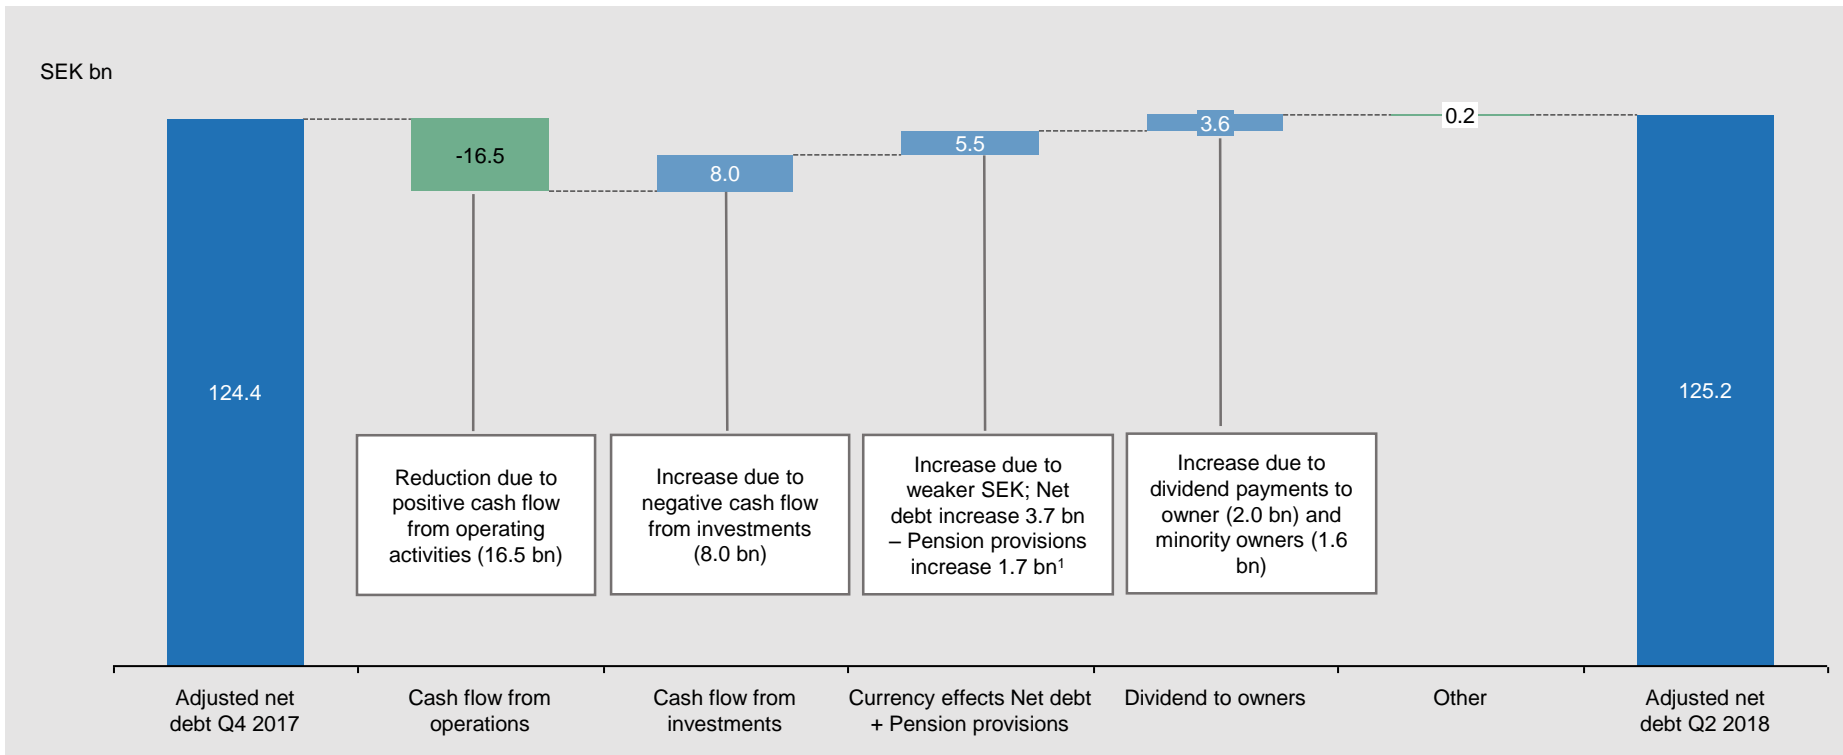 SEK bn
124.4
-16.5
8.0
5.5
3.6
0.2
125.2
Reduction due to
positive cash flow
from operating
activities (16.5 bn)
Increase due to
negative cash flow
from investments
(8.0 bn)
Increase due to
weaker SEK; Net
debt increase 3.7 bn
– Pension provisions
increase 1.7 bn¹
Increase due to
dividend payments to
owner (2.0 bn) and
minority owners (1.6
bn)
Adjusted net
debt Q4 2017
Cash flow from
operations
Cash flow from
investments
Currency effects Net debt
+ Pension provisions
Dividend to owners
Other
Adjusted net
debt Q2 2018